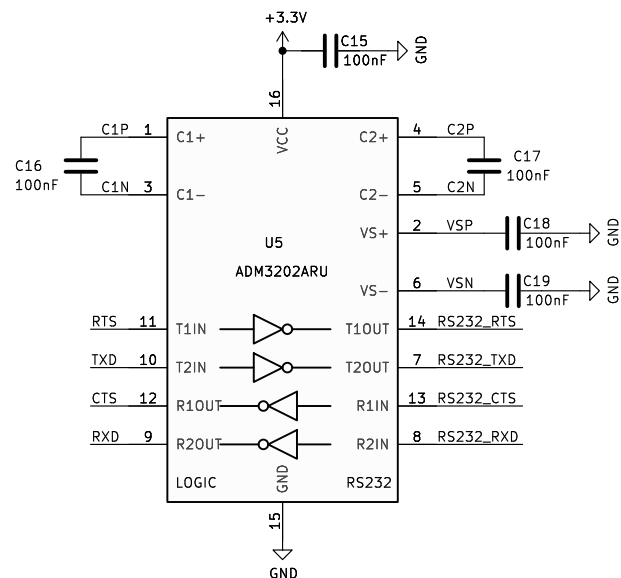 +3.3V
C15
100nF
GND
16
VCC
C1P 1 C1+
C2+ 4 C2P
C16
100nF
C17
100nF
C1N 3 C1-
C2- 5 C2N
VS+ 2 VSP
C18
100nF
GND
U5
ADM3202ARU
VS- 6 VSN
C19
100nF
GND
RTS 11 T1IN T1OUT 14 RS232_RTS
TXD 10 T2IN T2OUT 7 RS232_TXD
CTS 12 R1OUT R1IN 13 RS232_CTS
RXD 9 R2OUT R2IN 8 RS232_RXD
LOGIC
GND
RS232
15
GND